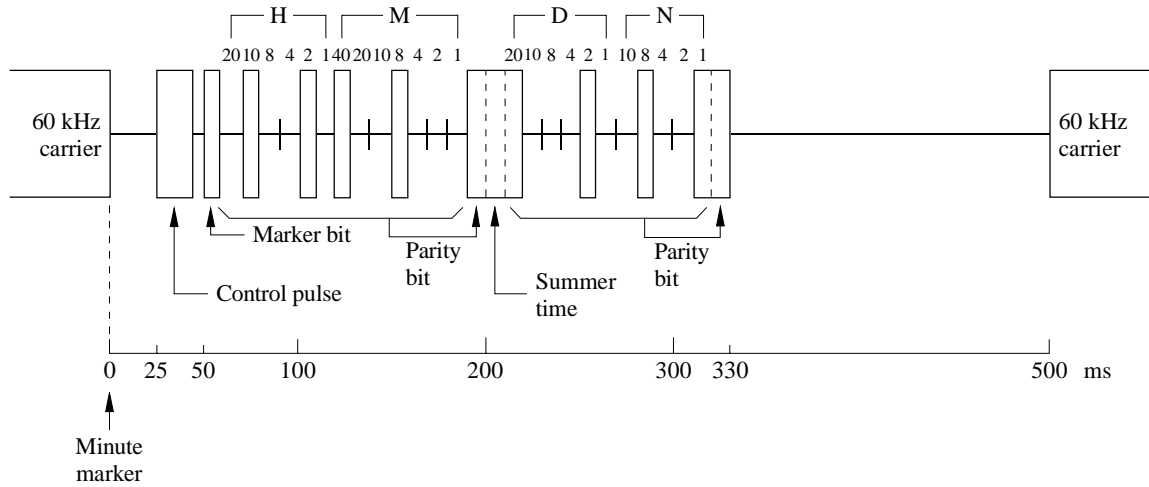 H M D N
20 10 8 4 2 1 40 20 10 8 4 2 1 20 10 8 4 2 1 10 8 4 2 1
60 kHz
carrier
60 kHz
carrier
Marker bit
Parity
bit
Parity
bit
Control pulse
Summer
time
0 25 50 100 200 300 330 500 ms
Minute
marker